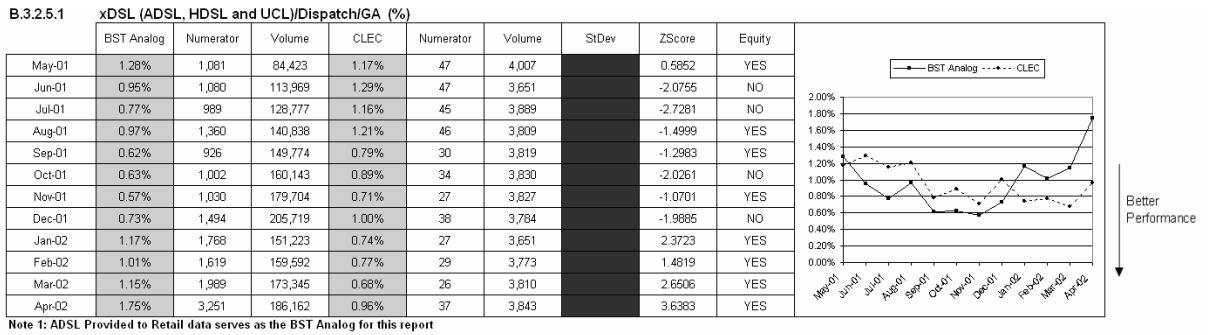 B.3.2.5.1 xDSL (ADSL, HDSL and UCL)/Dispatch/GA (%)
BST Analog Numerator Volume CLEC Numerator Volume StDev ZScore Equity
May-01 1.28% 1,081 84,423 1.17% 47 4,007 0.5852 YES
Jun-01 0.95% 1,080 113,969 1.29% 47 3,651 -2.0755 NO
Jul-01 0.77% 989 128,777 1.16% 45 3,889 -2.7281 NO
Aug-01 0.97% 1,360 140,838 1.21% 46 3,809 -1.4999 YES
Sep-01 0.62% 926 149,774 0.79% 30 3,819 -1.2983 YES
Oct-01 0.63% 1,002 160,143 0.89% 34 3,830 -2.0261 NO
Nov-01 0.57% 1,030 179,704 0.71% 27 3,827 -1.0701 YES
Dec-01 0.73% 1,494 205,719 1.00% 38 3,784 -1.9885 NO
Jan-02 1.17% 1,768 151,223 0.74% 27 3,651 2.3723 YES
Feb-02 1.01% 1,619 159,592 0.77% 29 3,773 1.4819 YES
Mar-02 1.15% 1,989 173,345 0.68% 26 3,810 2.6506 YES
Apr-02 1.75% 3,251 186,162 0.96% 37 3,843 3.6383 YES
Note 1: ADSL Provided to Retail data serves as the BST Analog for this report
BST Analog CLEC
2.00%
1.80%
1.60%
1.40%
1.20%
1.00%
0.80%
0.60%
0.40%
0.20%
0.00%
May-01 Jun-01 Jul-01 Aug-01 Sep-01 Oct-01 Nov-01 Dec-01 Jan-02 Feb-02 Mar-02 Apr-02
Better
Performance